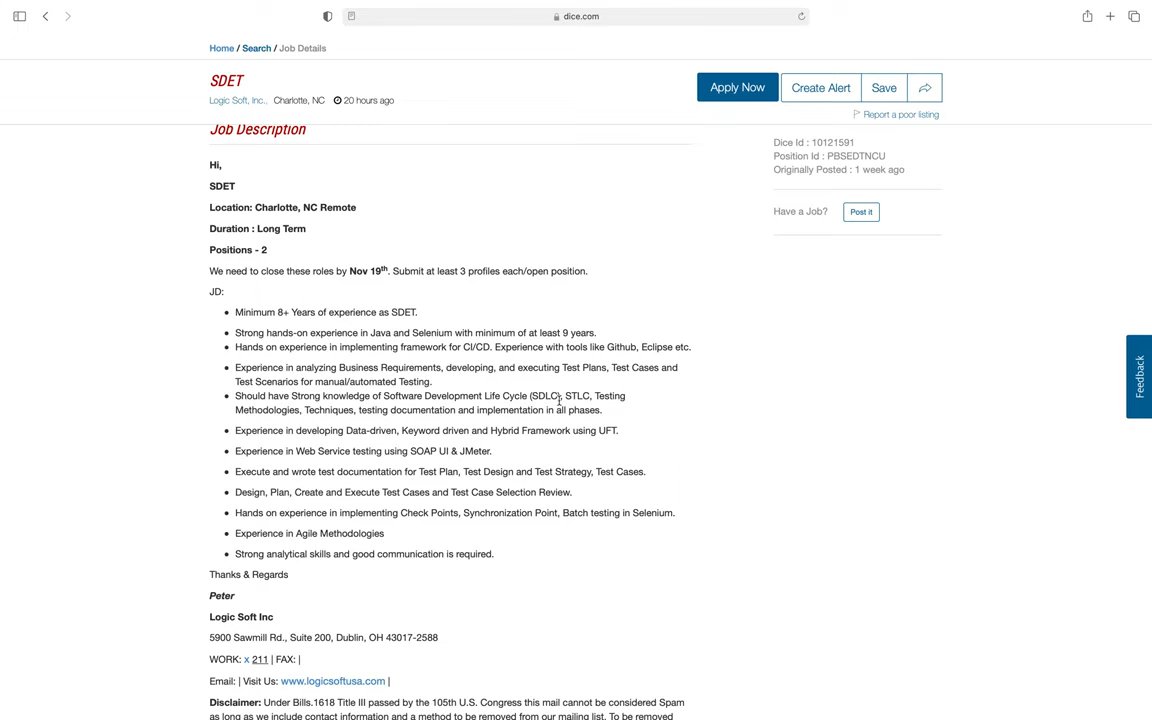 dice.com
Home / Search / Job Details
SDET
Logic Soft, Inc., Charlotte, NC 20 hours ago
Apply Now
Create Alert
Save
Report a poor listing
Job Description
Dice Id : 10121591
Position Id : PBSEDTNCU
Originally Posted : 1 week ago
Have a Job? Post it
Hi,
SDET
Location: Charlotte, NC Remote
Duration : Long Term
Positions - 2
We need to close these roles by Nov 19th. Submit at least 3 profiles each/open position.
JD:
Minimum 8+ Years of experience as SDET.
Strong hands-on experience in Java and Selenium with minimum of at least 9 years.
Hands on experience in implementing framework for CI/CD. Experience with tools like Github, Eclipse etc.
Experience in analyzing Business Requirements, developing, and executing Test Plans, Test Cases and
Test Scenarios for manual/automated Testing.
Should have Strong knowledge of Software Development Life Cycle (SDLC), STLC, Testing
Methodologies, Techniques, testing documentation and implementation in all phases.
Experience in developing Data-driven, Keyword driven and Hybrid Framework using UFT.
Experience in Web Service testing using SOAP UI & JMeter.
Execute and wrote test documentation for Test Plan, Test Design and Test Strategy, Test Cases.
Design, Plan, Create and Execute Test Cases and Test Case Selection Review.
Hands on experience in implementing Check Points, Synchronization Point, Batch testing in Selenium.
Experience in Agile Methodologies
Strong analytical skills and good communication is required.
Thanks & Regards
Peter
Logic Soft Inc
5900 Sawmill Rd., Suite 200, Dublin, OH 43017-2588
WORK: x 211 | FAX: |
Email: | Visit Us: www.logicsoftusa.com |
Disclaimer: Under Bills.1618 Title III passed by the 105th U.S. Congress this mail cannot be considered Spam
as long as we include contact information and a method to be removed from our mailing list. To be removed
Feedback